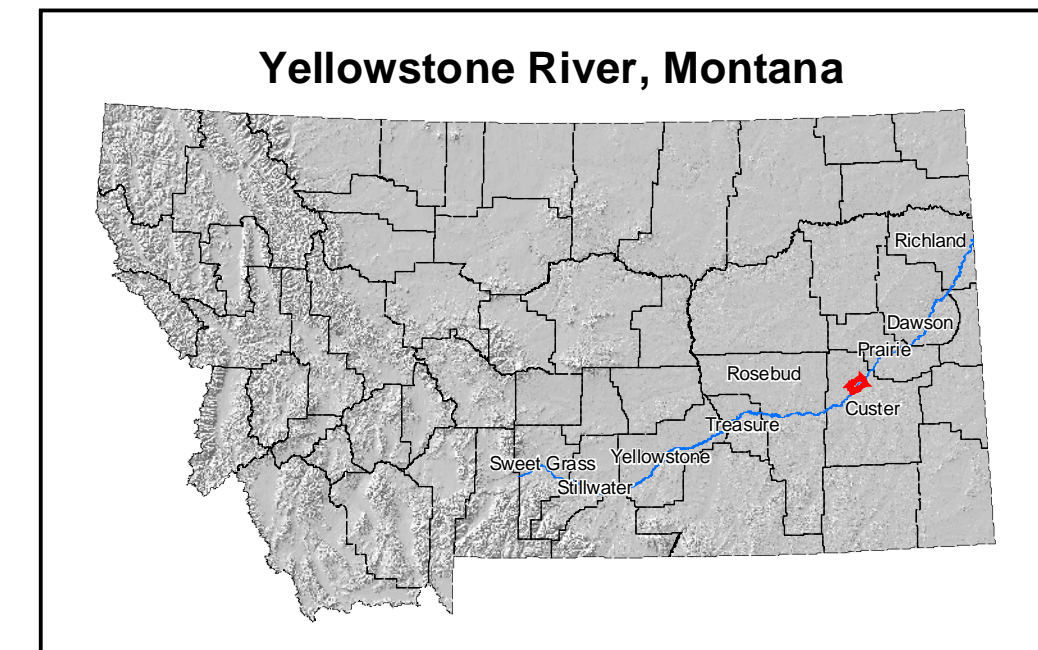 Yellowstone River, Montana
Richland
Dawson
Prairie
Rosebud
Custer
Treasure
Yellowstone
Sweet Grass
Stillwater